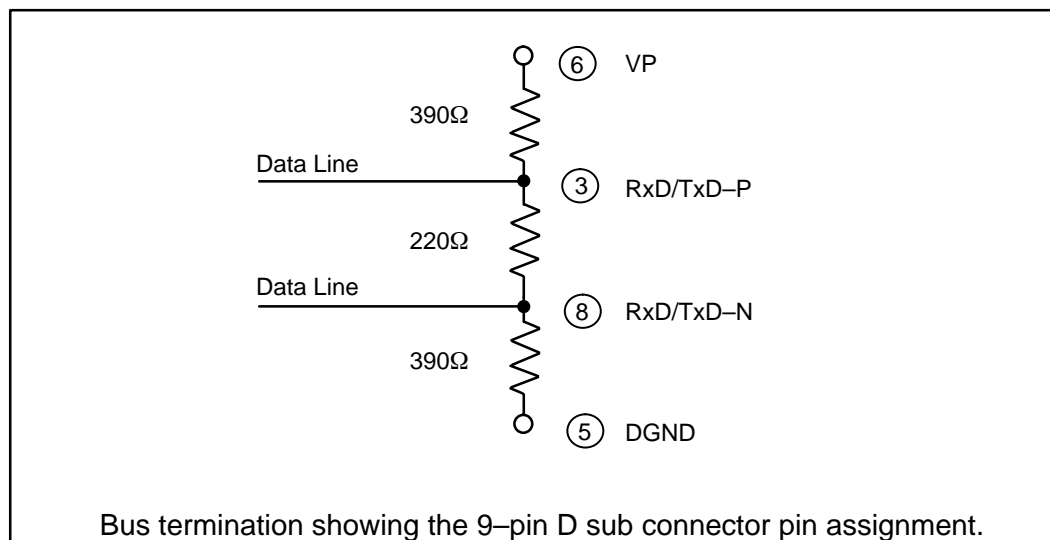 6 VP
390Ω
Data Line
3 RxD/TxD–P
220Ω
Data Line
8 RxD/TxD–N
390Ω
5 DGND
Bus termination showing the 9–pin D sub connector pin assignment.